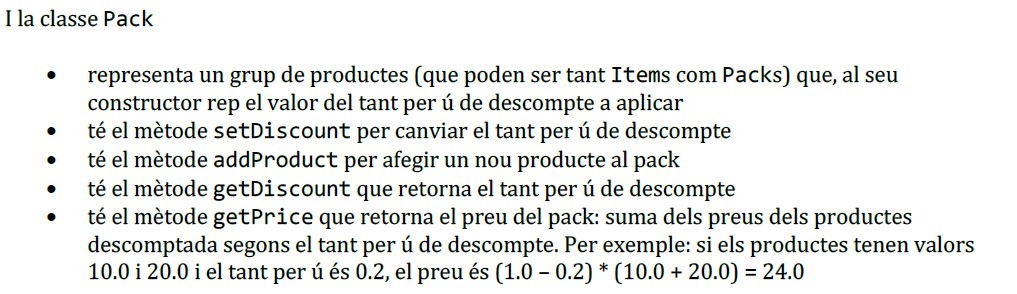 I la classe Pack
• representa un grup de productes (que poden ser tant Items com Packs) que, al seu
constructor rep el valor del tant per ú de descompte a aplicar
• té el mètode setDiscount per canviar el tant per ú de descompte
• té el mètode addProduct per afegir un nou producte al pack
• té el mètode getDiscount que retorna el tant per ú de descompte
• té el mètode getPrice que retorna el preu del pack: suma dels preus dels productes
descomptada segons el tant per ú de descompte. Per exemple: si els productes tenen valors
10.0 i 20.0 i el tant per ú és 0.2, el preu és (1.0 – 0.2) * (10.0 + 20.0) = 24.0